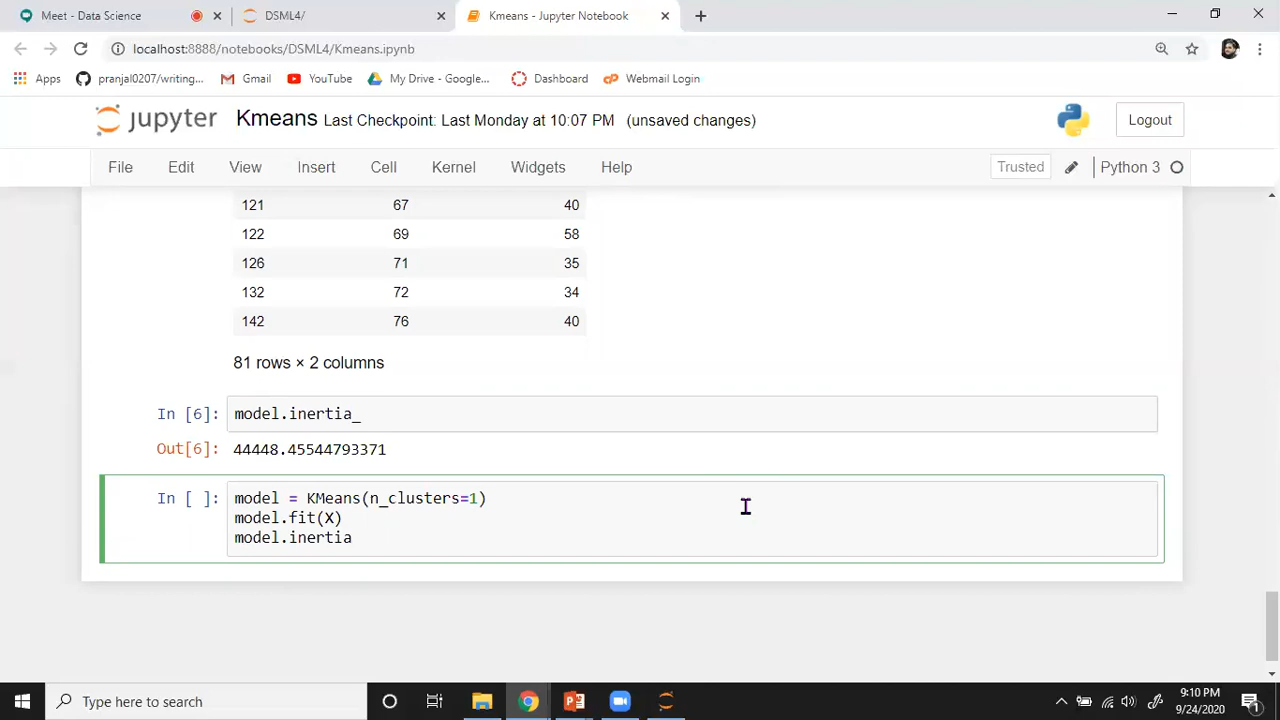 Meet - Data Science
DSML4/
Kmeans - Jupyter Notebook
localhost:8888/notebooks/DSML4/Kmeans.ipynb
Apps
pranjal0207/writing...
Gmail
YouTube
My Drive - Google...
Dashboard
Webmail Login
jupyter Kmeans Last Checkpoint: Last Monday at 10:07 PM (unsaved changes)
Logout
File Edit View Insert Cell Kernel Widgets Help
Trusted
Python 3
121 67 40
122 69 58
126 71 35
132 72 34
142 76 40
81 rows × 2 columns
In [6]: model.inertia_
Out[6]: 44448.45544793371
In [ ]: model = KMeans(n_clusters=1)
model.fit(X)
model.inertia
Type here to search
9:10 PM
9/24/2020
1